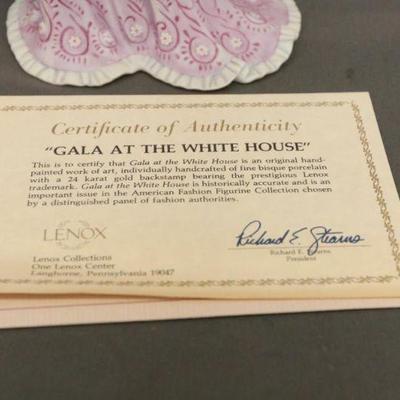 Certificate of Authenticity
"GALA AT THE WHITE HOUSE"
This is to certify that Gala at the White House is an original hand-
painted work of art, individually handcrafted of fine bisque porcelain
with a 24 karat gold backstamp bearing the prestigious Lenox
trademark. Gala at the White House is historically accurate and is an
important issue in the American Fashion Figurine Collection chosen
by a distinguished panel of fashion authorities.
LENOX
Lenox Collections
One Lenox Center
Langhorne, Pennsylvania 19047
Richard E. Stearns
Richard E. Stearns
President